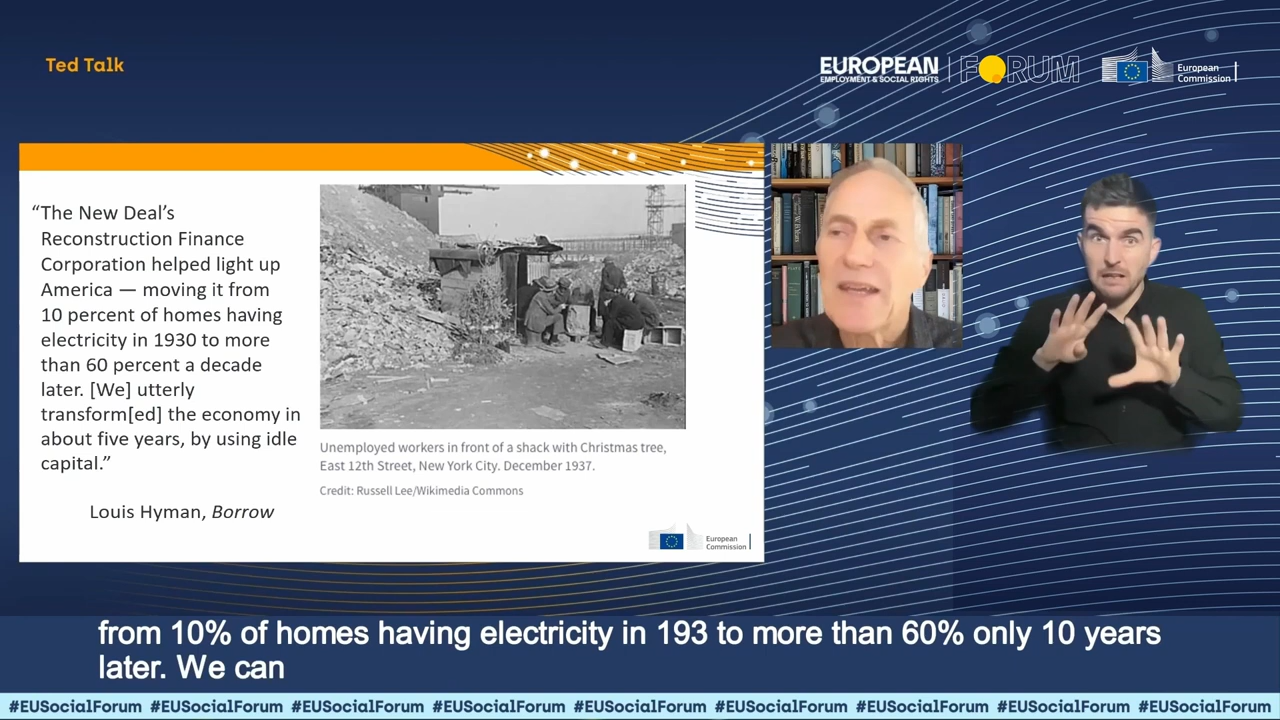 Ted Talk
EUROPEAN
EMPLOYMENT & SOCIAL RIGHTS
FORUM
European
Commission
“The New Deal’s
Reconstruction Finance
Corporation helped light up
America — moving it from
10 percent of homes having
electricity in 1930 to more
than 60 percent a decade
later. [We] utterly
transform[ed] the economy in
about five years, by using idle
capital.”
Louis Hyman, Borrow
Unemployed workers in front of a shack with Christmas tree,
East 12th Street, New York City. December 1937.
Credit: Russell Lee/Wikimedia Commons
European
Commission
from 10% of homes having electricity in 193 to more than 60% only 10 years
later. We can
#EUSocialForum #EUSocialForum #EUSocialForum #EUSocialForum #EUSocialForum #EUSocialForum #EUSocialForum #EUSocialForum #EUSocialForum